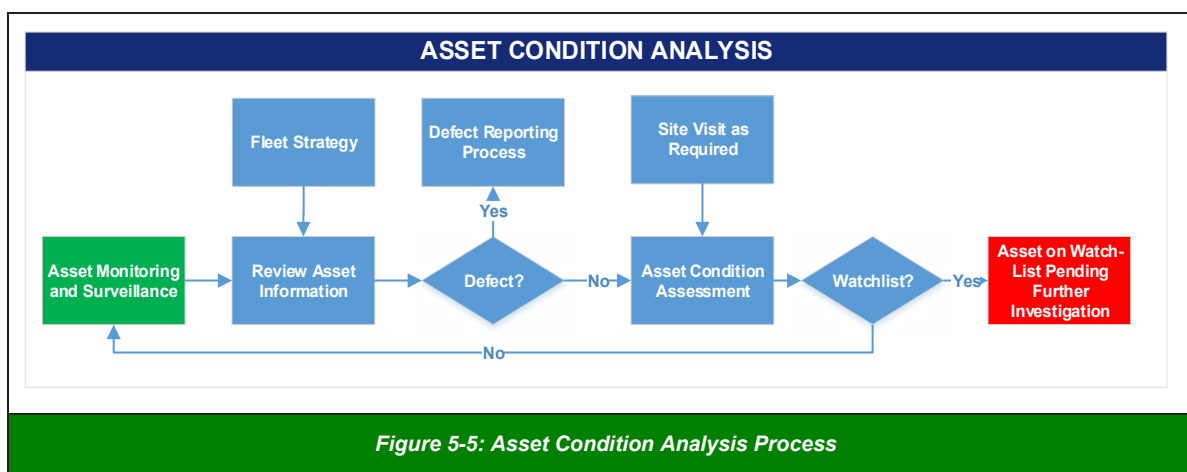 ASSET CONDITION ANALYSIS
Fleet Strategy
Defect Reporting
Process
Site Visit as
Required
Yes
Asset Monitoring
and Surveillance
Review Asset
Information
Defect?
No
Asset Condition
Assessment
Watchlist?
Yes
Asset on Watch-
List Pending
Further
Investigation
No
Figure 5-5: Asset Condition Analysis Process